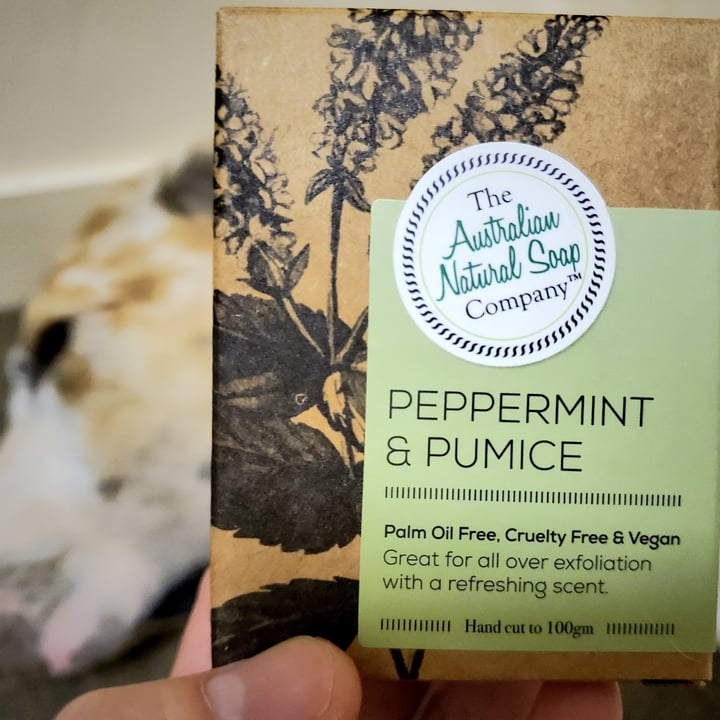 The
Australian
Natural Soap
Company™
PEPPERMINT
& PUMICE
Palm Oil Free, Cruelty Free & Vegan
Great for all over exfoliation
with a refreshing scent.
Hand cut to 100gm